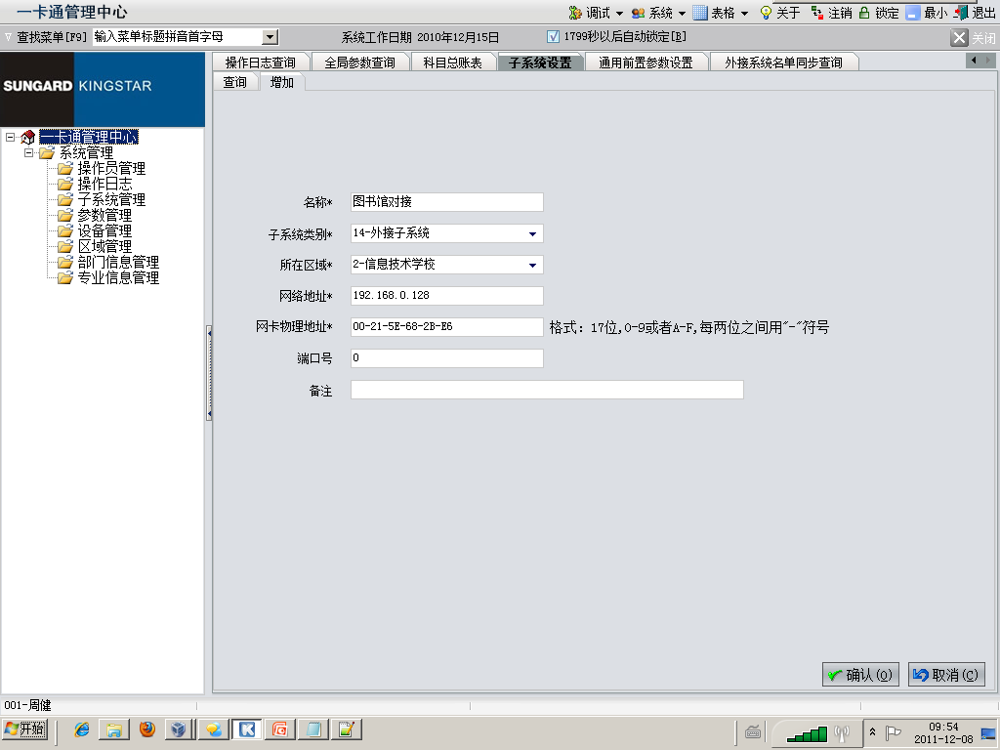 一卡通管理中心
调试 系统 表格 关于 注销 锁定 最小 退出
查找菜单[F9] 输入菜单标题拼音首字母 系统工作日期 2010年12月15日 1799秒以后自动锁定[B] 关闭
操作日志查询 全局参数查询 科目总账表 子系统设置 通用前置参数设置 外接系统名单同步查询
SUNGARD KINGSTAR
查询 增加
一卡通管理中心
系统管理
操作员管理
操作日志
子系统管理
参数管理
设备管理
区域管理
部门信息管理
专业信息管理
名称* 图书馆对接
子系统类别* 14-外接子系统
所在区域* 2-信息技术学校
网络地址* 192.168.0.128
网卡物理地址* 00-21-5E-68-2B-E6 格式：17位,0-9或者A-F,每两位之间用"-"符号
端口号 0
备注
确认(O) 取消(C)
001-周健
开始
09:54
2011-12-08